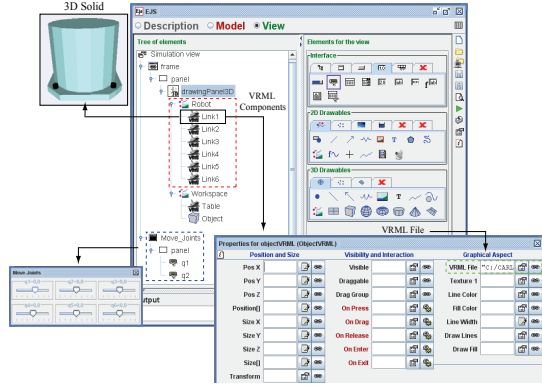 3D Solid
EJS
Description Model View
Tree of elements
Simulation view
frame
panel
drawingPanel3D
Robot
Link1
Link2
Link3
Link4
Link5
Link6
Workspace
Table
Object
Move_Joints
panel
q1
q2
VRML
Components
Elements for the view
Interface
2D Drawables
3D Drawables
VRML File
Move Joints
Properties for objectVRML (ObjectVRML)
Position and Size
Visibility and Interaction
Graphical Aspect
Pos X
Visible
VRML File "C:/CARL
Pos Y
Draggable
Texture 1
Pos Z
Drag Group
Line Color
Position[]
On Press
Fill Color
Size X
On Drag
Line Width
Size Y
On Release
Draw Lines
Size Z
On Enter
Draw Fill
Size[]
On Exit
Transform